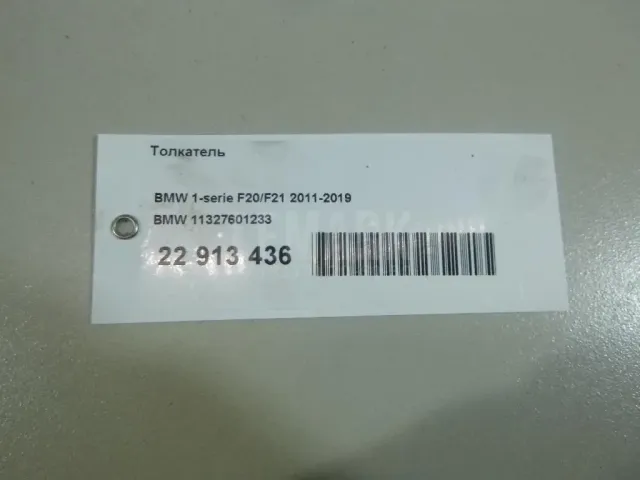 Толкатель
BMW 1-serie F20/F21 2011-2019
BMW 11327601233
22 913 436